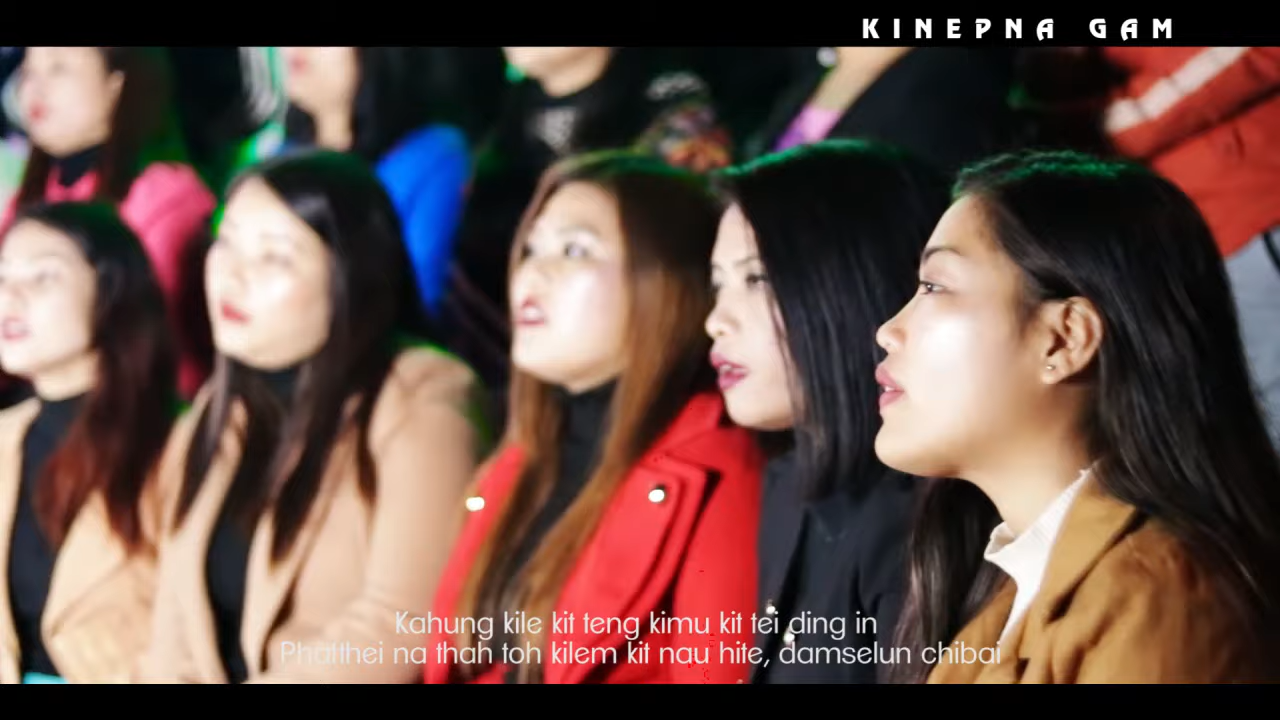 KINEPNA GAM
Kahung kile kit teng kimu kit tei ding in
Phatthei na thah toh kilem kit nau hite, damselun chibai